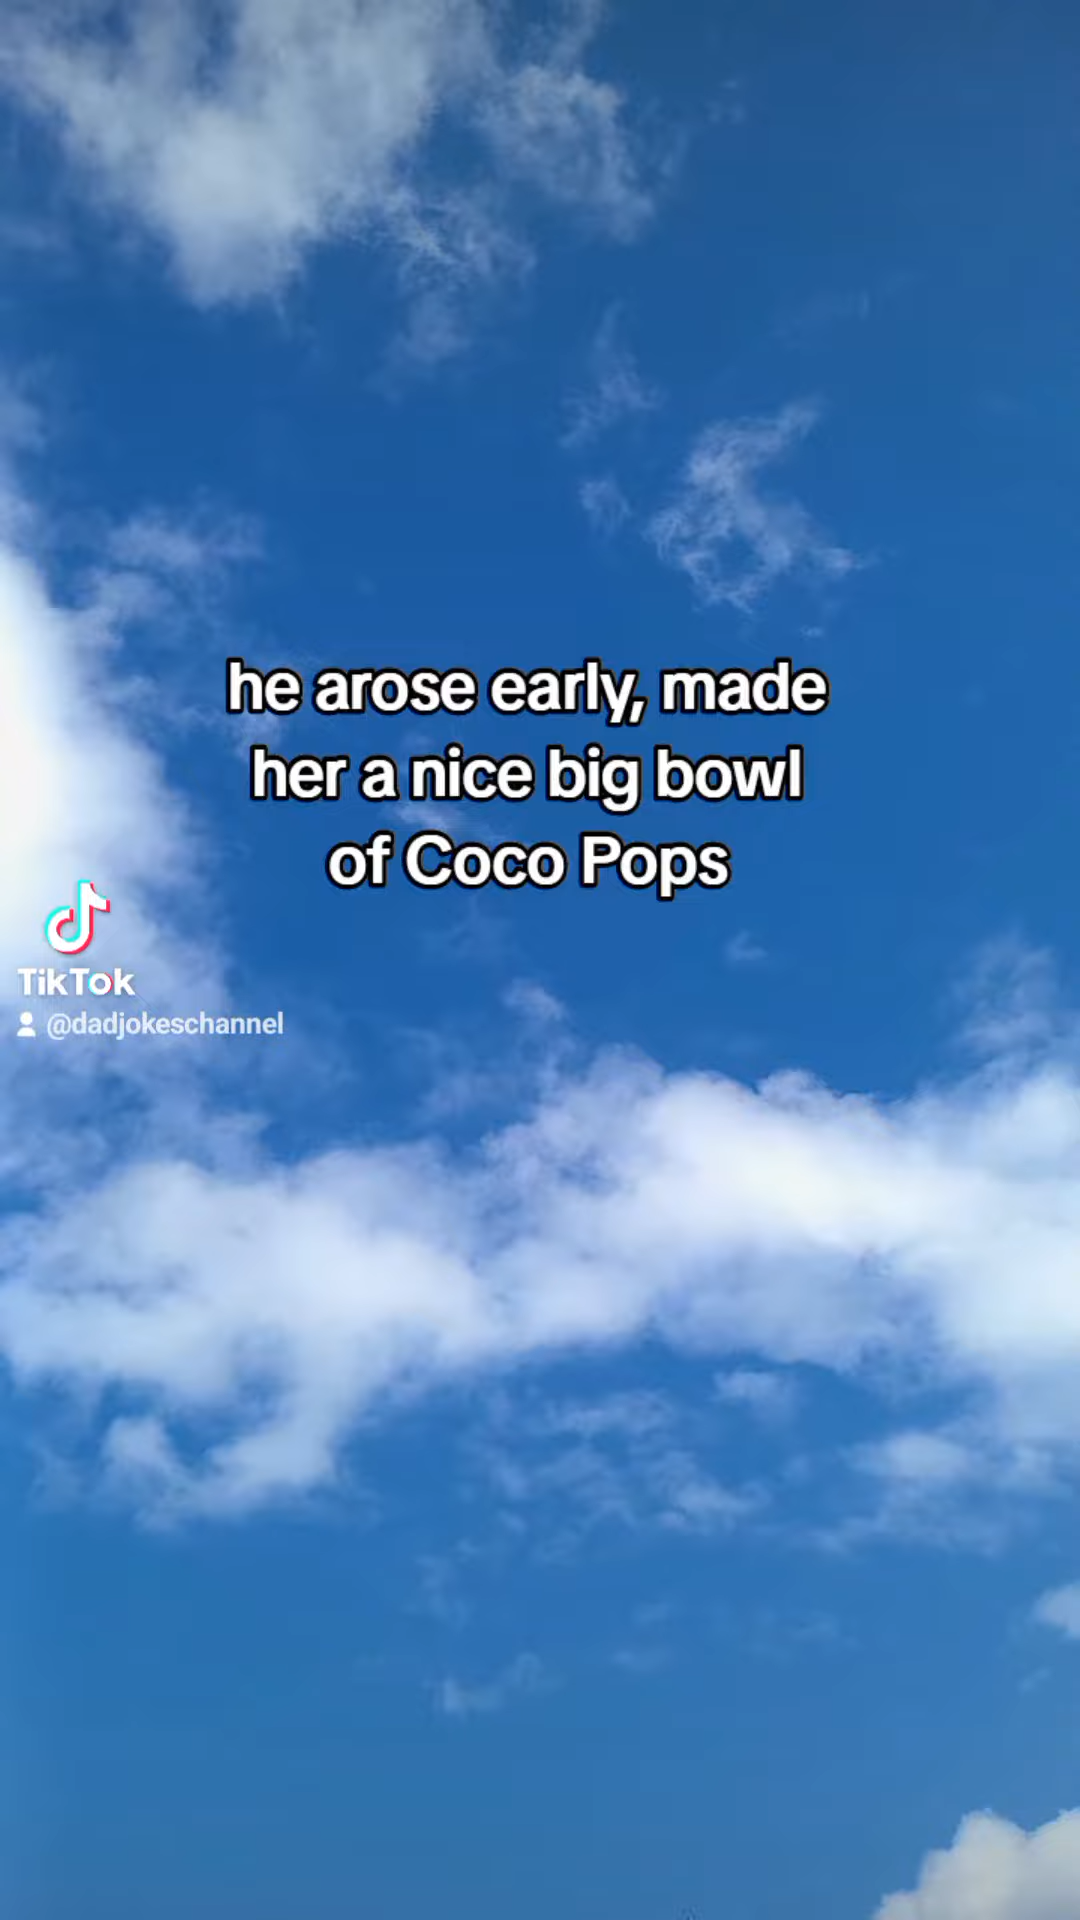 he arose early, made
her a nice big bowl
of Coco Pops
TikTok
@dadjokeschannel